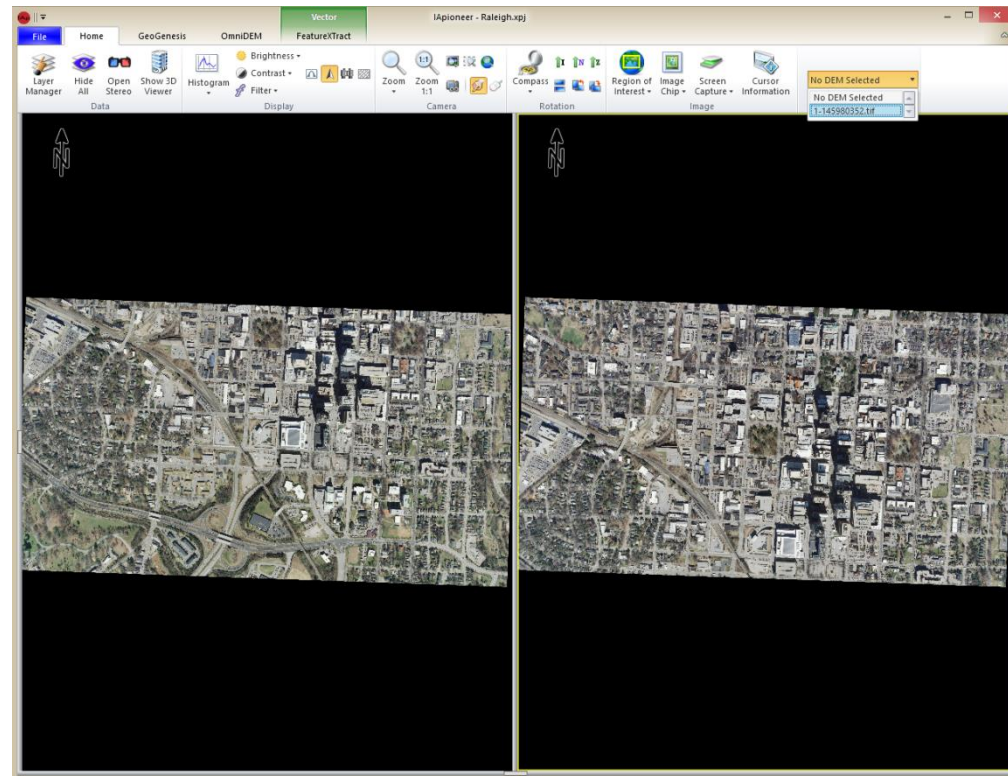 Vector
IApioneer - Raleigh.xpj
File Home GeoGenesis OmniDEM FeatureXTract
Layer Manager
Hide All
Open Stereo
Show 3D Viewer
Data
Histogram
Brightness
Contrast
Filter
Display
Zoom
1:1
Zoom 1:1
Camera
Compass
Rotation
Region of Interest
Image Chip
Screen Capture
Cursor Information
Image
No DEM Selected
No DEM Selected
1-145980352.tif
N
N